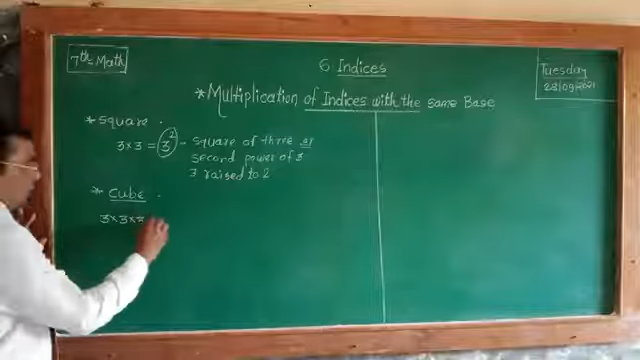 7th-Math
6 Indices
Tuesday
28/09/2021
*Multiplication of Indices with the same Base
*Square.
3×3 = 3² - square of three or
second power of 3
3 raised to 2
* Cube.
3×3×